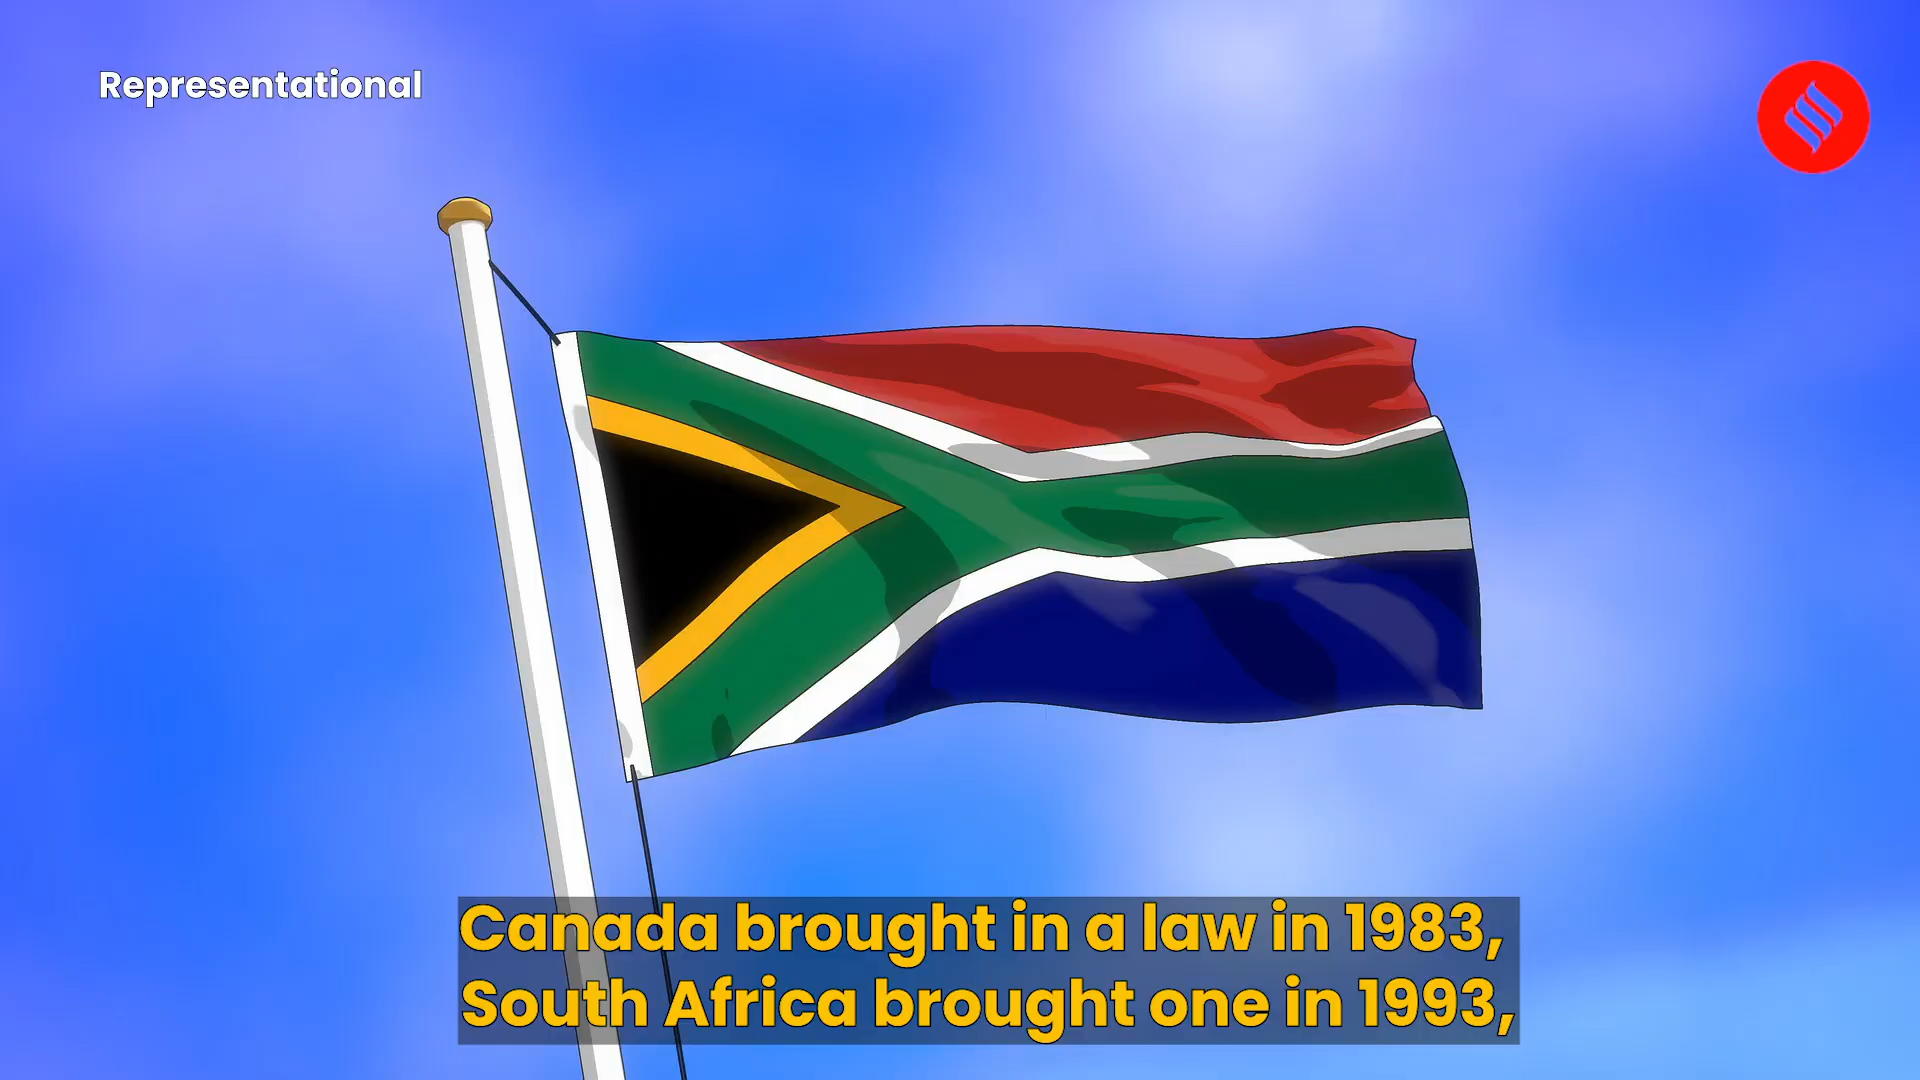 Representational
Canada brought in a law in 1983,
South Africa brought one in 1993,